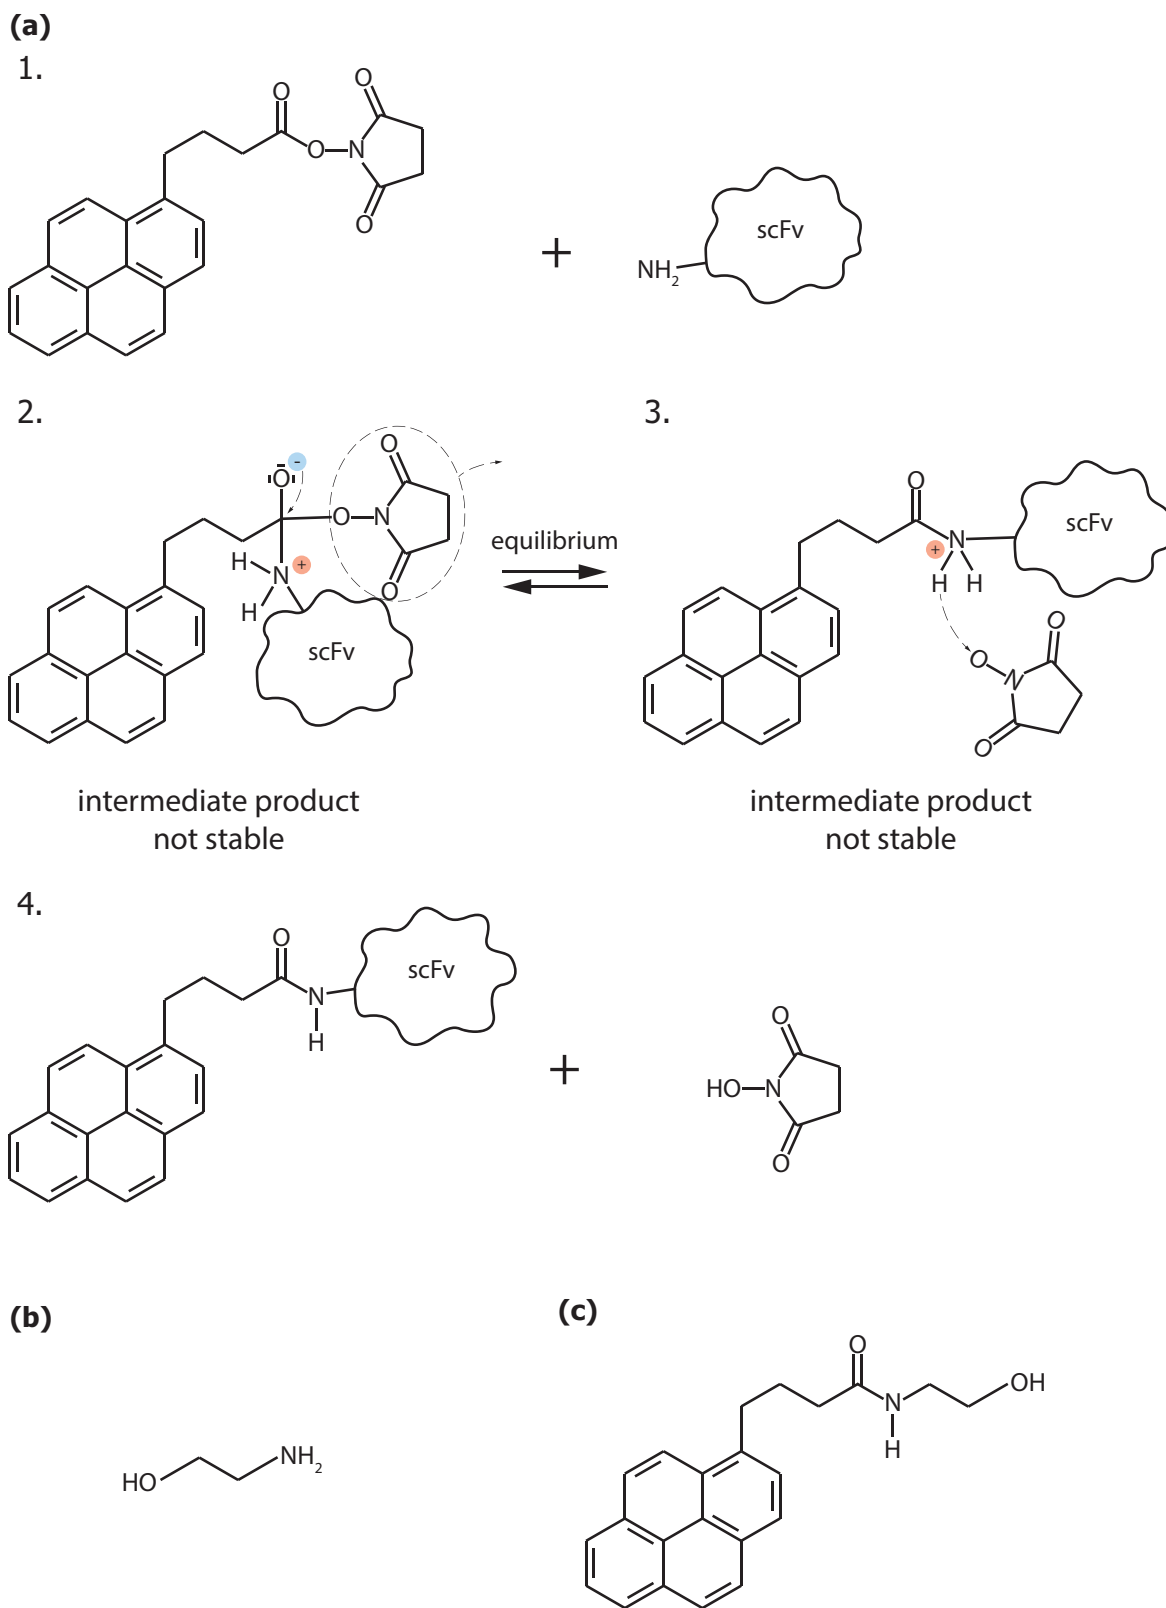 (a)
1.
O
O
O
N
O
+
NH2
scFv
2.
O
-
O
O
N
O
H
N
+
H
scFv
equilibrium
3.
O
+
N
H
H
scFv
O
N
O
O
intermediate product
not stable
intermediate product
not stable
4.
O
N
H
scFv
+
O
HO
N
O
(b)
HO
NH2
(c)
O
N
H
OH